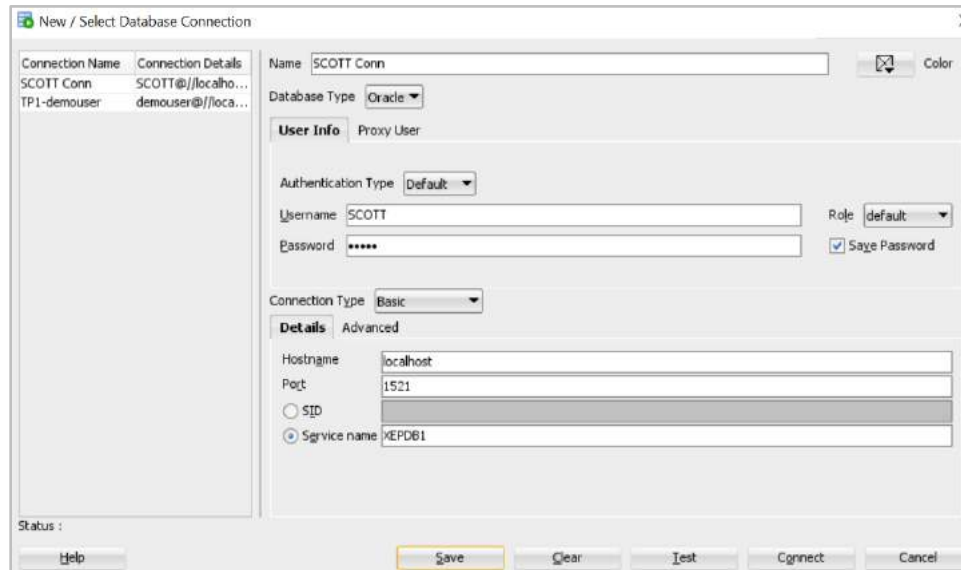 New / Select Database Connection
Connection Name Connection Details
SCOTT Conn SCOTT@//localho...
TP1-demouser demouser@//loca...
Name SCOTT Conn Color
Database Type Oracle
User Info Proxy User
Authentication Type Default
Username SCOTT Role default
Password ••••• Save Password
Connection Type Basic
Details Advanced
Hostname localhost
Port 1521
SID
Service name XEPDB1
Status :
Help Save Clear Test Connect Cancel